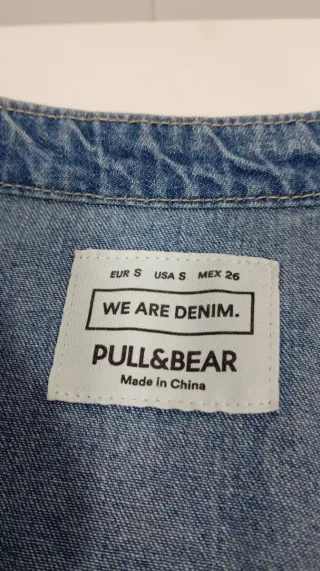 EUR S USA S MEX 26
WE ARE DENIM.
PULL&BEAR
Made in China